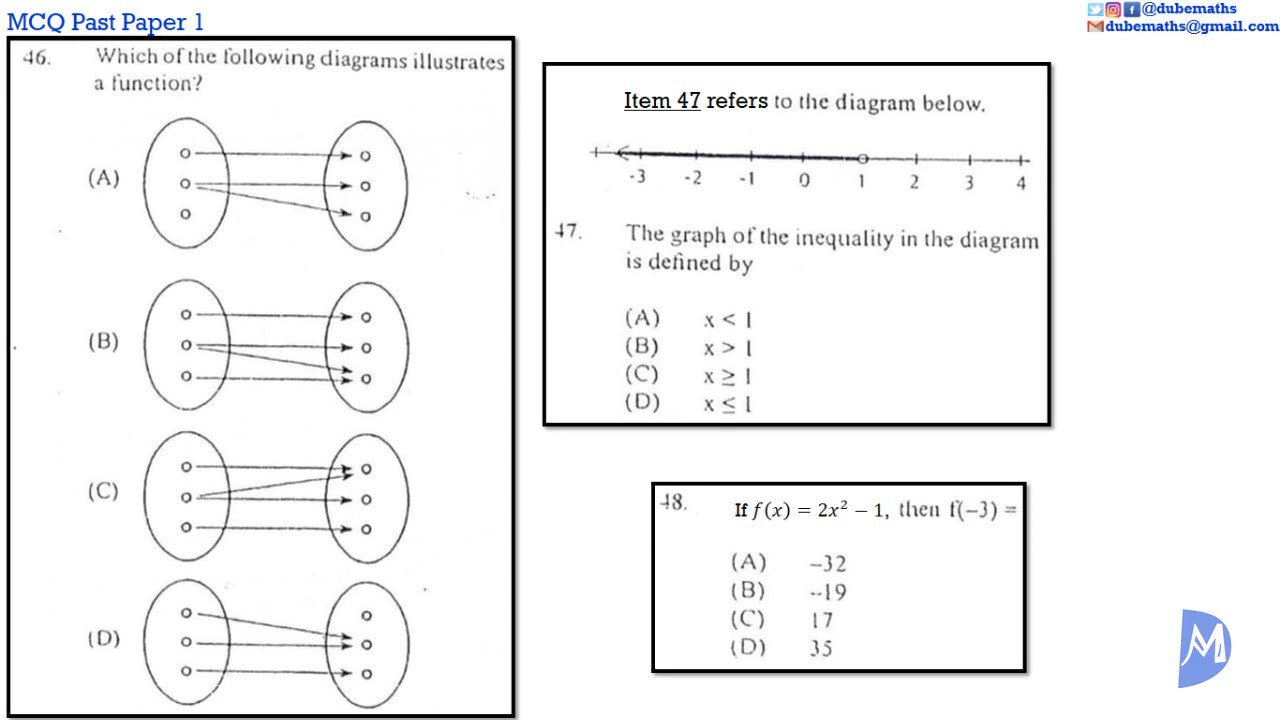 MCQ Past Paper 1
@dubemaths
dubemaths@gmail.com
46. Which of the following diagrams illustrates
a function?
(A)
(B)
(C)
(D)
Item 47 refers to the diagram below.
-3 -2 -1 0 1 2 3 4
47. The graph of the inequality in the diagram
is defined by
(A) x < 1
(B) x > 1
(C) x ≥ 1
(D) x ≤ 1
48. If f(x) = 2x² − 1, then f(−3) =
(A) −32
(B) --19
(C) 17
(D) 35
M